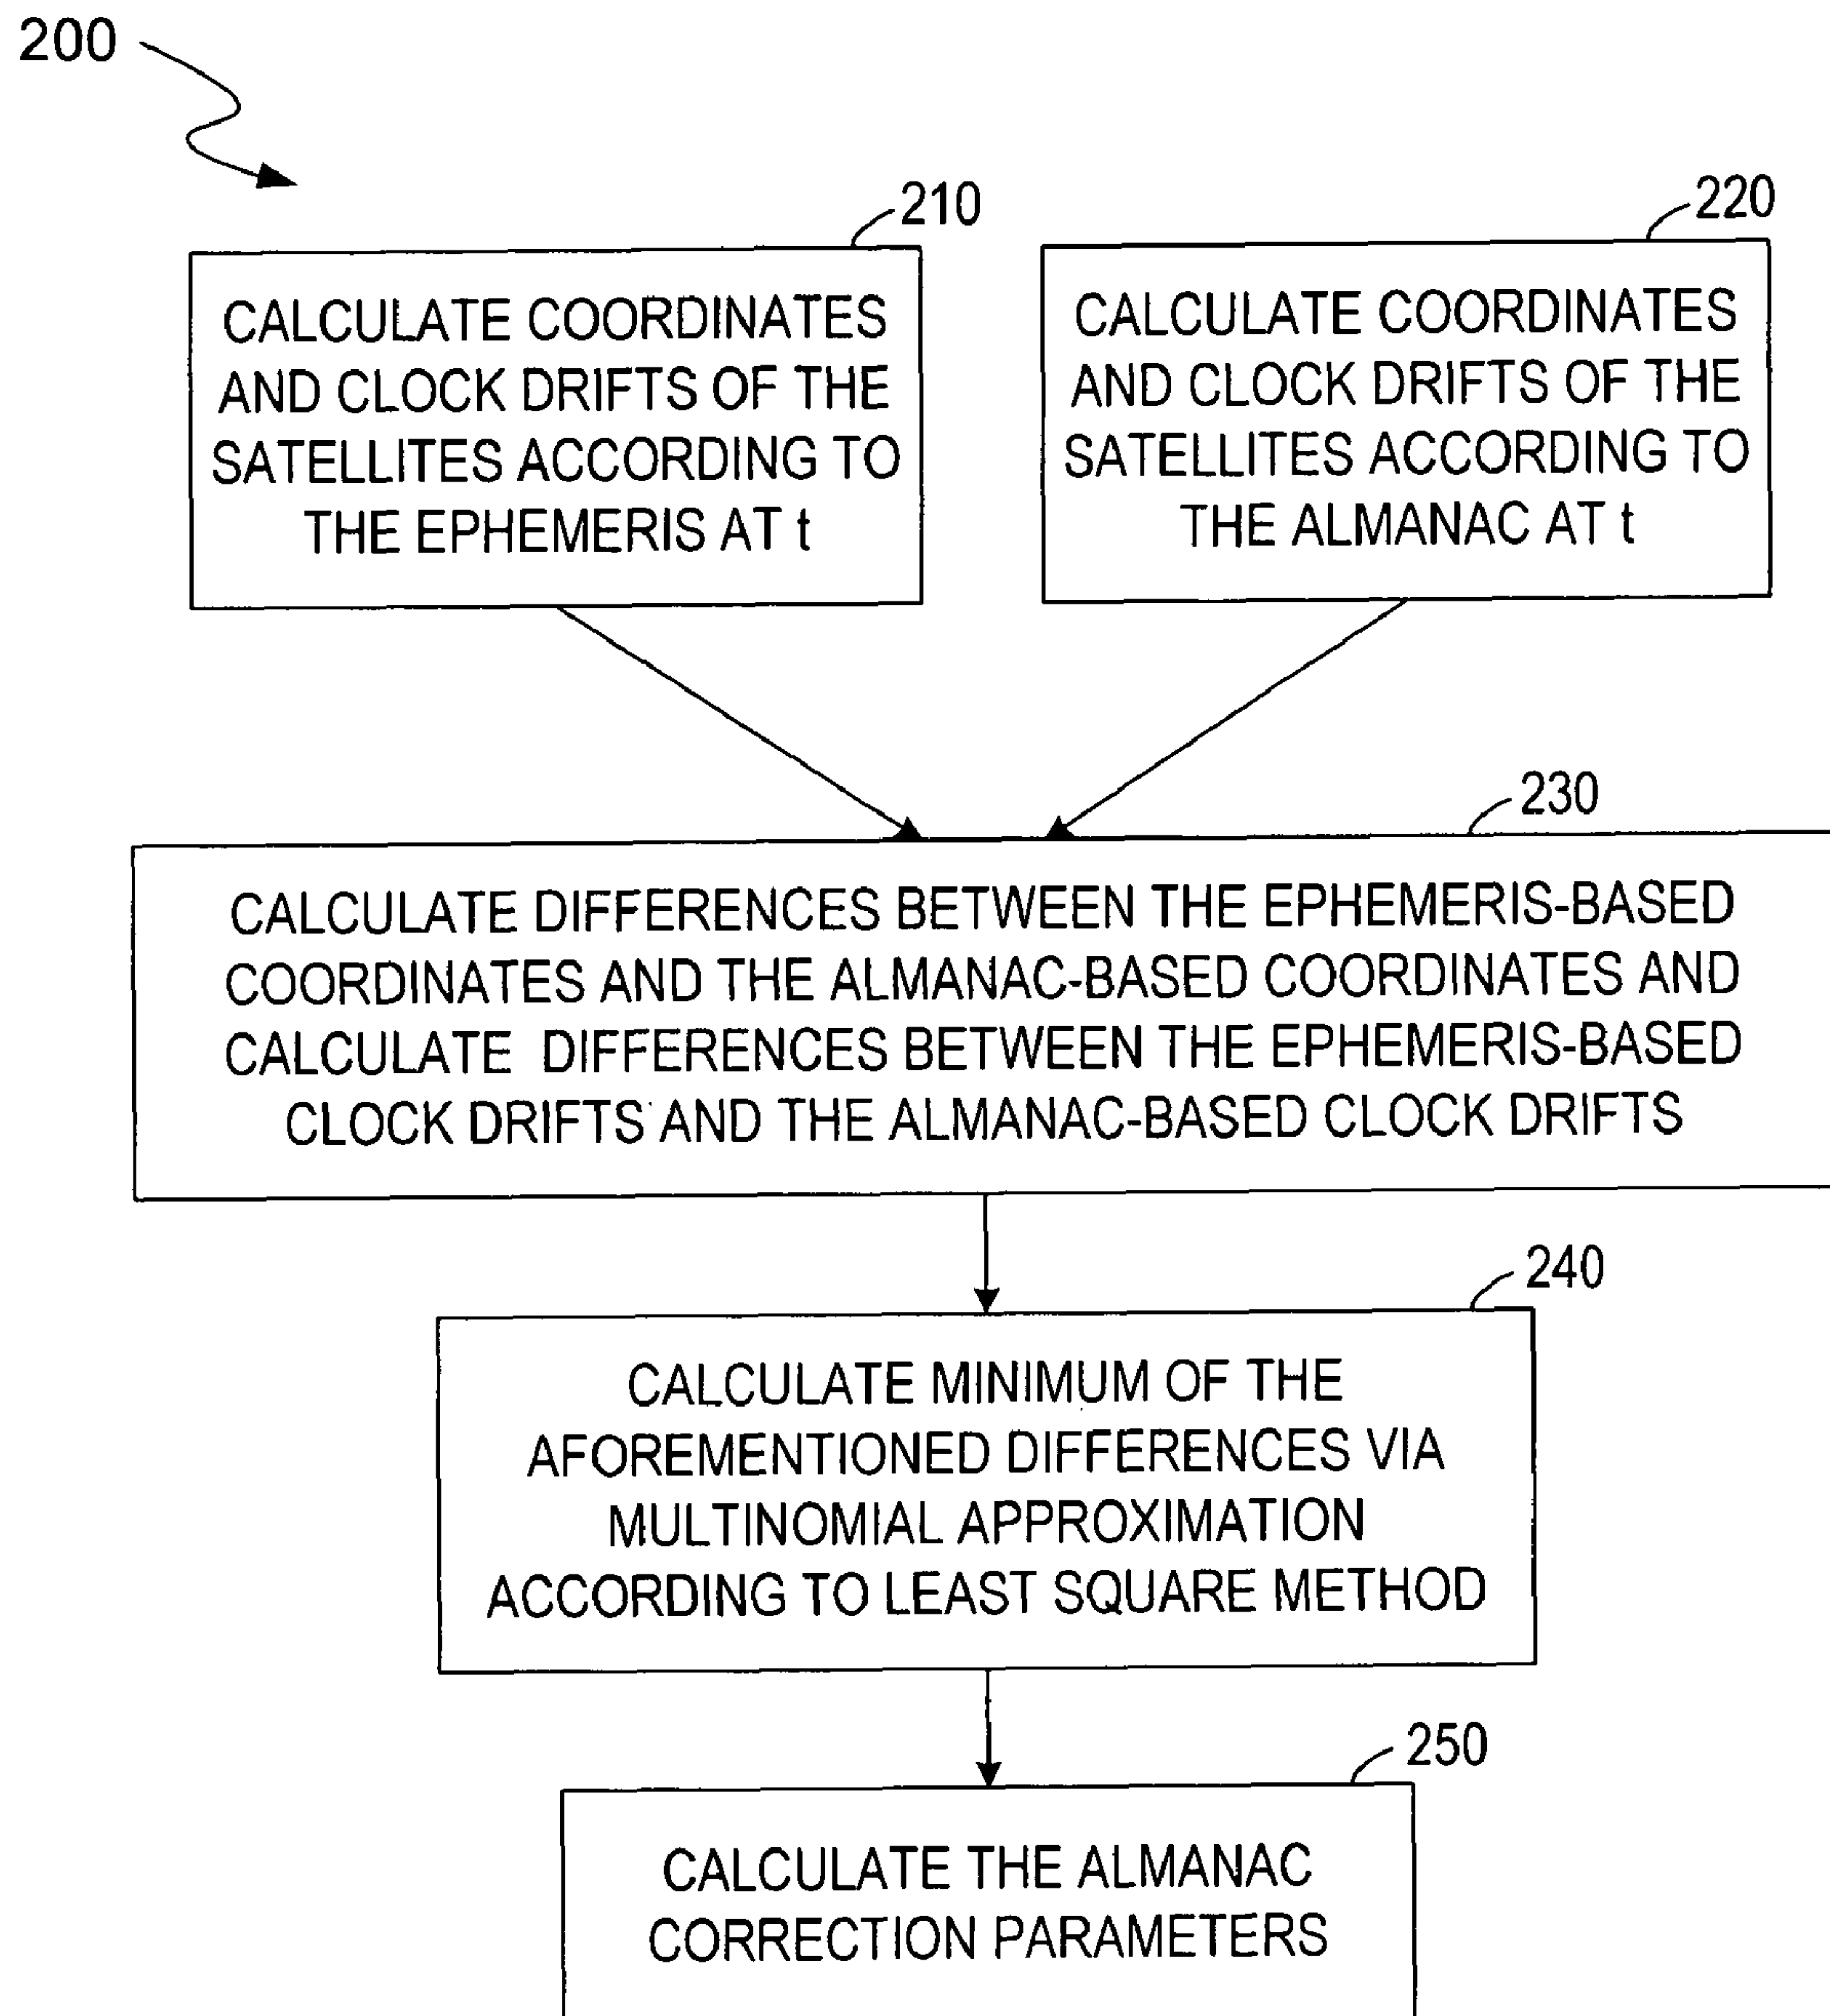 200
210
CALCULATE COORDINATES
AND CLOCK DRIFTS OF THE
SATELLITES ACCORDING TO
THE EPHEMERIS AT t
220
CALCULATE COORDINATES
AND CLOCK DRIFTS OF THE
SATELLITES ACCORDING TO
THE ALMANAC AT t
230
CALCULATE DIFFERENCES BETWEEN THE EPHEMERIS-BASED
COORDINATES AND THE ALMANAC-BASED COORDINATES AND
CALCULATE DIFFERENCES BETWEEN THE EPHEMERIS-BASED
CLOCK DRIFTS AND THE ALMANAC-BASED CLOCK DRIFTS
240
CALCULATE MINIMUM OF THE
AFOREMENTIONED DIFFERENCES VIA
MULTINOMIAL APPROXIMATION
ACCORDING TO LEAST SQUARE METHOD
250
CALCULATE THE ALMANAC
CORRECTION PARAMETERS